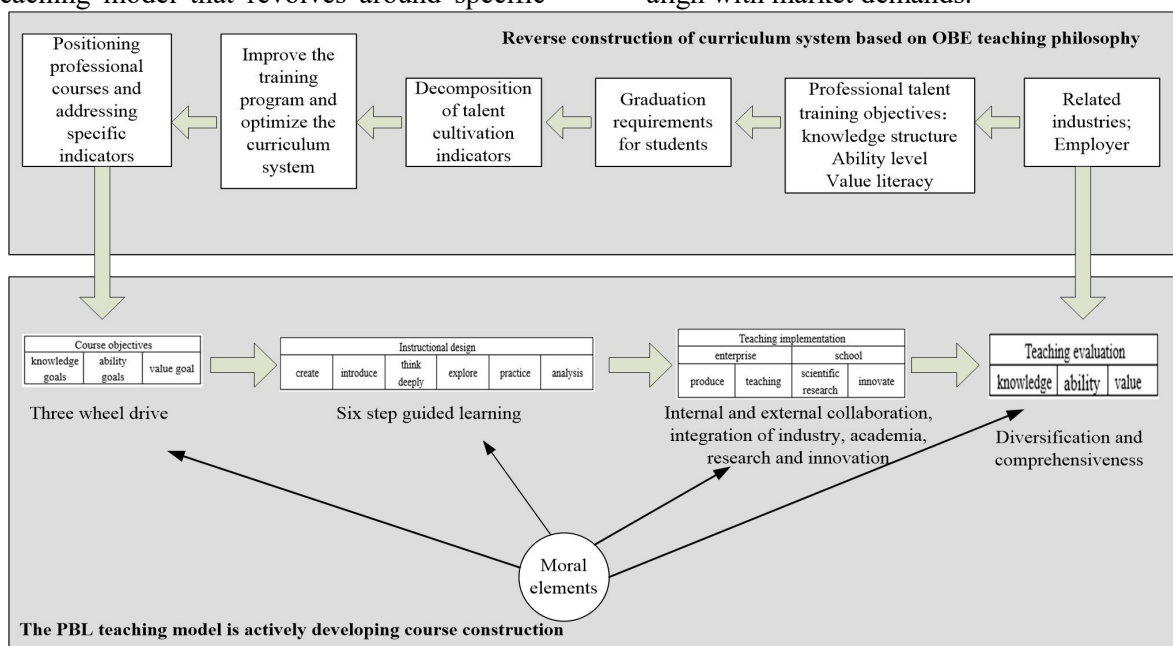 eaching model that revolves around specific
align with market demands.
Reverse construction of curriculum system based on OBE teaching philosophy
Positioning
professional
courses and
addressing
specific
indicators
Improve the
training
program and
optimize the
curriculum
system
Decomposition
of talent
cultivation
indicators
Graduation
requirements
for students
Professional talent
training objectives:
knowledge structure
Ability level
Value literacy
Related
industries;
Employer
Course objectives
knowledge
goals
ability
goals
value goal
Three wheel drive
Instructional design
create
introduce
think
deeply
explore
practice
analysis
Six step guided learning
Teaching implementation
enterprise
school
produce
teaching
scientific
research
innovate
Internal and external collaboration,
integration of industry, academia,
research and innovation
Teaching evaluation
knowledge
ability
value
Diversification and
comprehensiveness
Moral
elements
The PBL teaching model is actively developing course construction